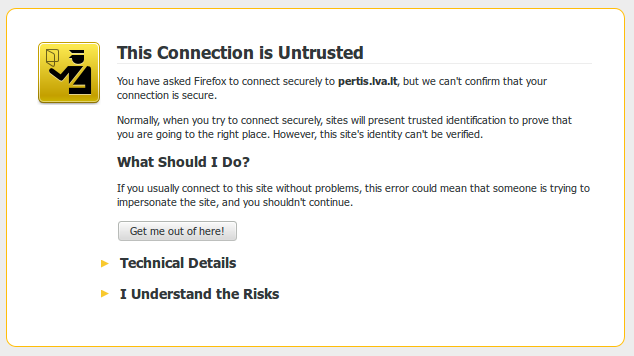 This Connection is Untrusted
You have asked Firefox to connect securely to pertis.lva.lt, but we can't confirm that your
connection is secure.
Normally, when you try to connect securely, sites will present trusted identification to prove that
you are going to the right place. However, this site's identity can't be verified.
What Should I Do?
If you usually connect to this site without problems, this error could mean that someone is trying to
impersonate the site, and you shouldn't continue.
Get me out of here!
Technical Details
I Understand the Risks